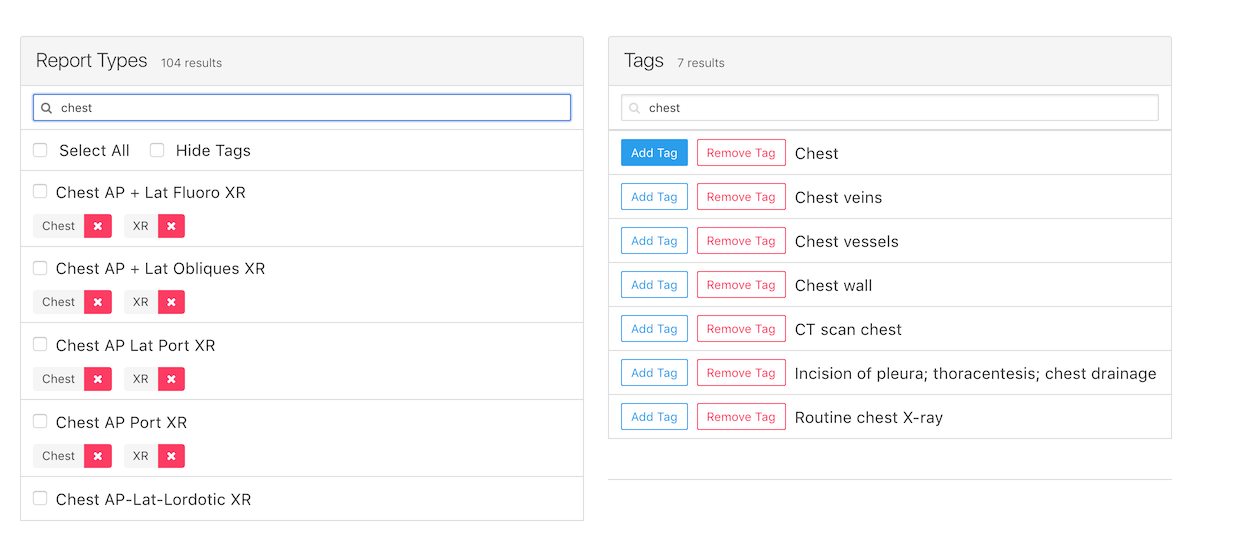 Report Types 104 results
chest
Select All Hide Tags
Chest AP + Lat Fluoro XR
Chest XR
Chest AP + Lat Obliques XR
Chest XR
Chest AP Lat Port XR
Chest XR
Chest AP Port XR
Chest XR
Chest AP-Lat-Lordotic XR
Tags 7 results
chest
Add Tag Remove Tag Chest
Add Tag Remove Tag Chest veins
Add Tag Remove Tag Chest vessels
Add Tag Remove Tag Chest wall
Add Tag Remove Tag CT scan chest
Add Tag Remove Tag Incision of pleura; thoracentesis; chest drainage
Add Tag Remove Tag Routine chest X-ray